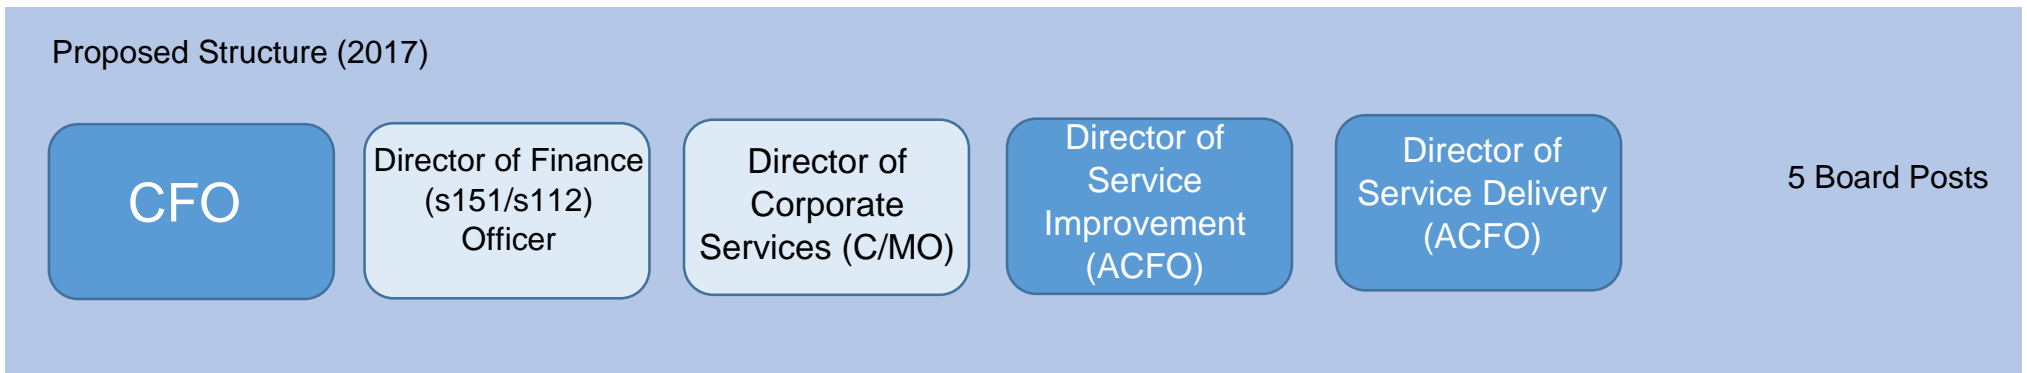 Proposed Structure (2017)
CFO
Director of Finance
(s151/s112)
Officer
Director of
Corporate
Services (C/MO)
Director of
Service
Improvement
(ACFO)
Director of
Service Delivery
(ACFO)
5 Board Posts